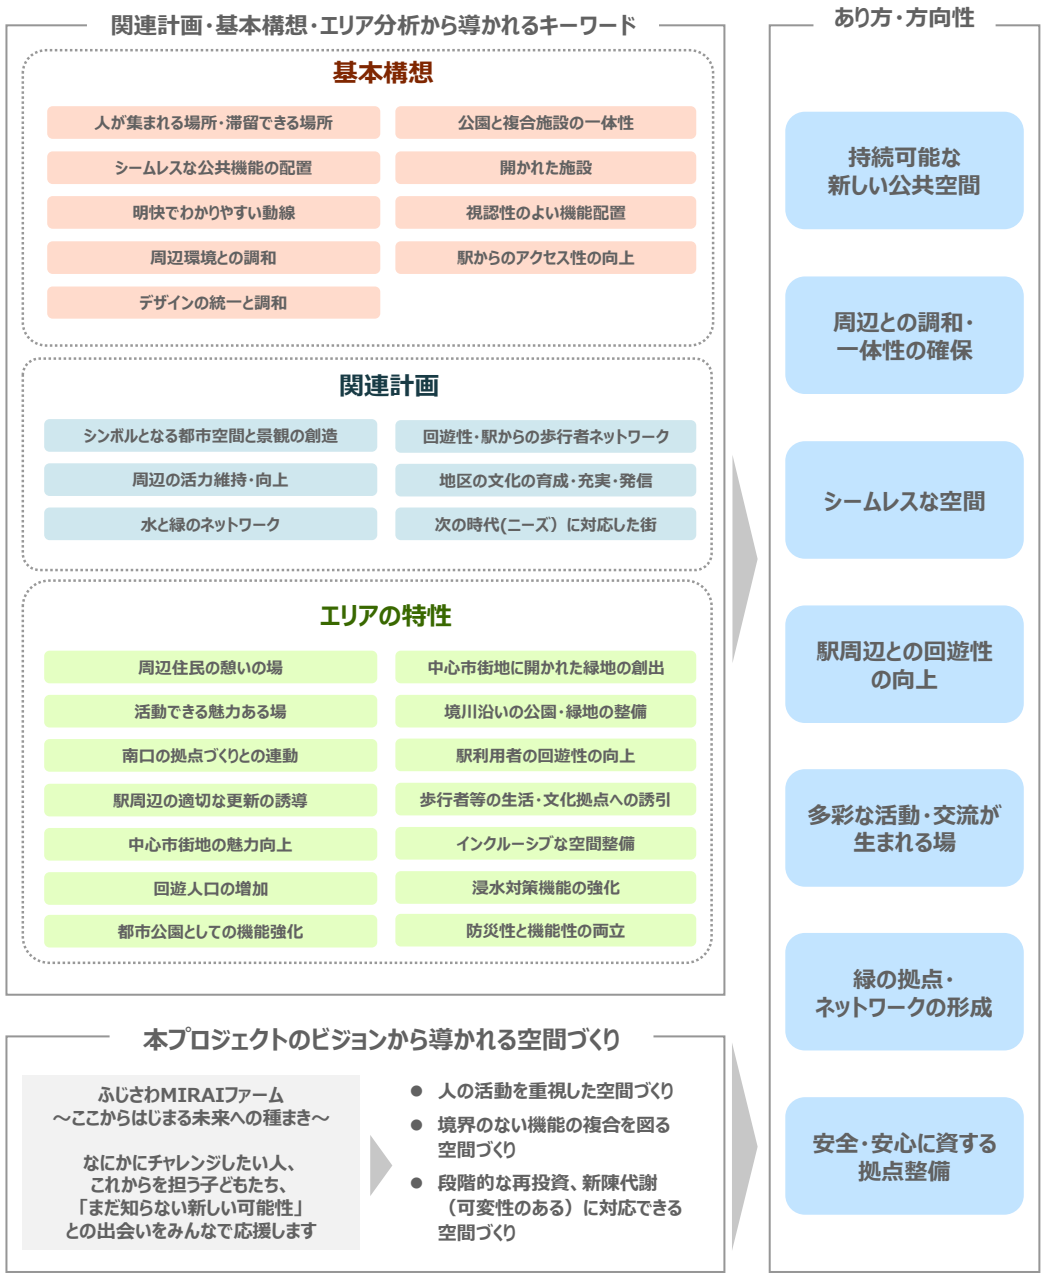 関連計画・基本構想・エリア分析から導かれるキーワード
基本構想
人が集まれる場所・滞留できる場所
公園と複合施設の一体性
シームレスな公共機能の配置
開かれた施設
明快でわかりやすい動線
視認性のよい機能配置
周辺環境との調和
駅からのアクセス性の向上
デザインの統一と調和
関連計画
シンボルとなる都市空間と景観の創造
回遊性・駅からの歩行者ネットワーク
周辺の活力維持・向上
地区の文化の育成・充実・発信
水と緑のネットワーク
次の時代(ニーズ）に対応した街
エリアの特性
周辺住民の憩いの場
中心市街地に開かれた緑地の創出
活動できる魅力ある場
境川沿いの公園・緑地の整備
南口の拠点づくりとの連動
駅利用者の回遊性の向上
駅周辺の適切な更新の誘導
歩行者等の生活・文化拠点への誘引
中心市街地の魅力向上
インクルーシブな空間整備
回遊人口の増加
浸水対策機能の強化
都市公園としての機能強化
防災性と機能性の両立
本プロジェクトのビジョンから導かれる空間づくり
ふじさわMIRAIファーム
～ここからはじまる未来への種まき～
なにかにチャレンジしたい人、
これからを担う子どもたち、
「まだ知らない新しい可能性」
との出会いをみんなで応援します
● 人の活動を重視した空間づくり
● 境界のない機能の複合を図る
空間づくり
● 段階的な再投資、新陳代謝
（可変性のある）に対応できる
空間づくり
あり方・方向性
持続可能な
新しい公共空間
周辺との調和・
一体性の確保
シームレスな空間
駅周辺との回遊性
の向上
多彩な活動・交流が
生まれる場
緑の拠点・
ネットワークの形成
安全・安心に資する
拠点整備